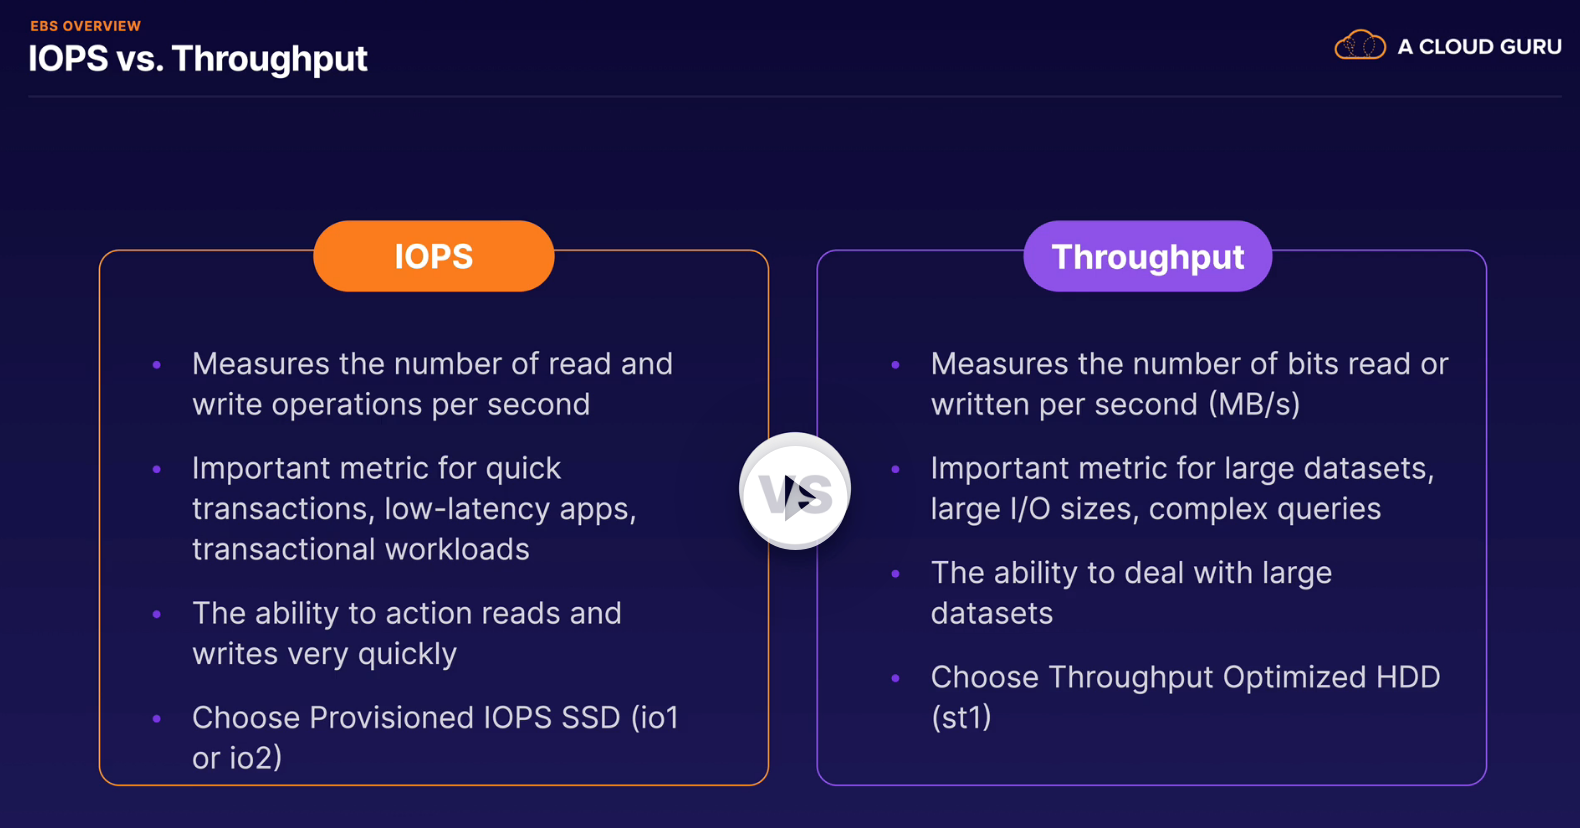 EBS OVERVIEW
IOPS vs. Throughput
A CLOUD GURU
IOPS
• Measures the number of read and
write operations per second
• Important metric for quick
transactions, low-latency apps,
transactional workloads
• The ability to action reads and
writes very quickly
• Choose Provisioned IOPS SSD (io1
or io2)
VS
Throughput
• Measures the number of bits read or
written per second (MB/s)
• Important metric for large datasets,
large I/O sizes, complex queries
• The ability to deal with large
datasets
• Choose Throughput Optimized HDD
(st1)